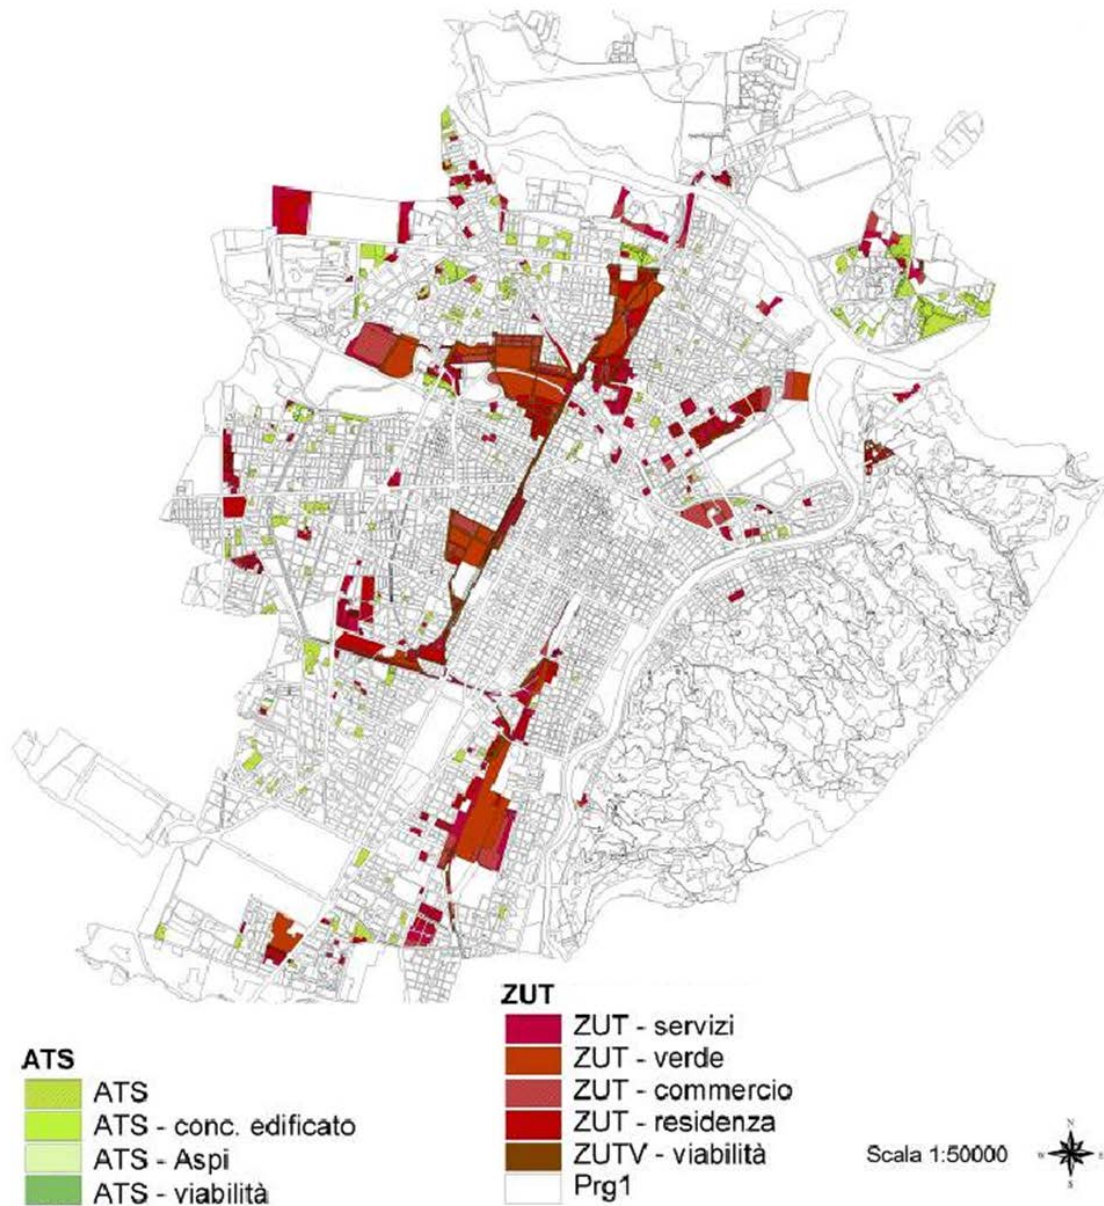 ATS
ATS
ATS - conc. edificato
ATS - Aspi
ATS - viabilità
ZUT
ZUT - servizi
ZUT - verde
ZUT - commercio
ZUT - residenza
ZUTV - viabilità
Prg1
Scala 1:50000
N
W E
S